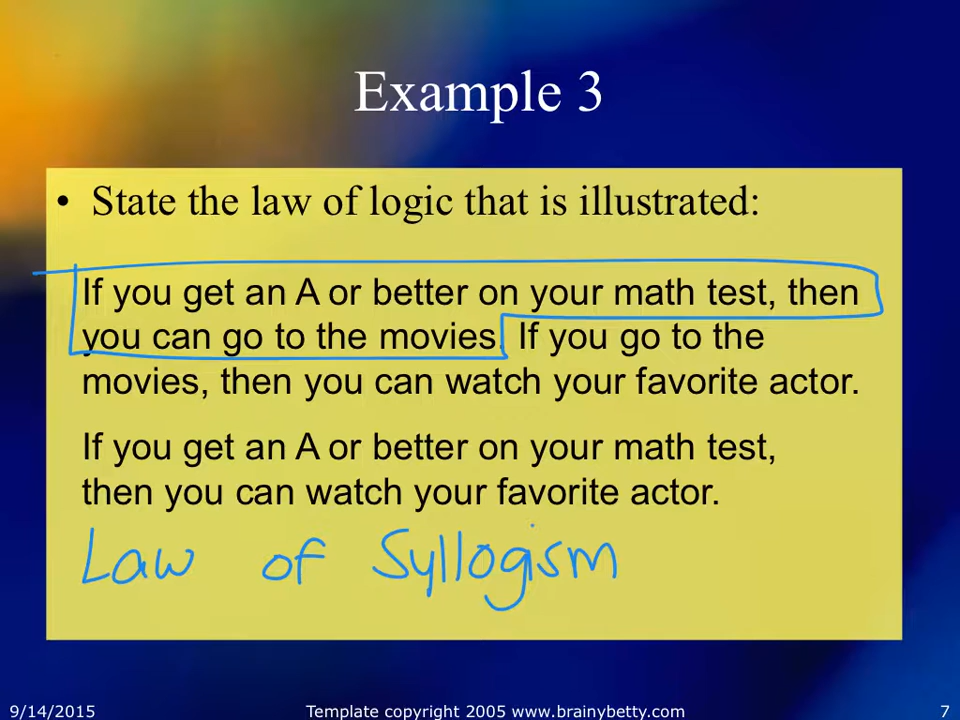 Example 3
• State the law of logic that is illustrated:
If you get an A or better on your math test, then
you can go to the movies. If you go to the
movies, then you can watch your favorite actor.
If you get an A or better on your math test,
then you can watch your favorite actor.
Law of Syllogism
9/14/2015 Template copyright 2005 www.brainybetty.com 7